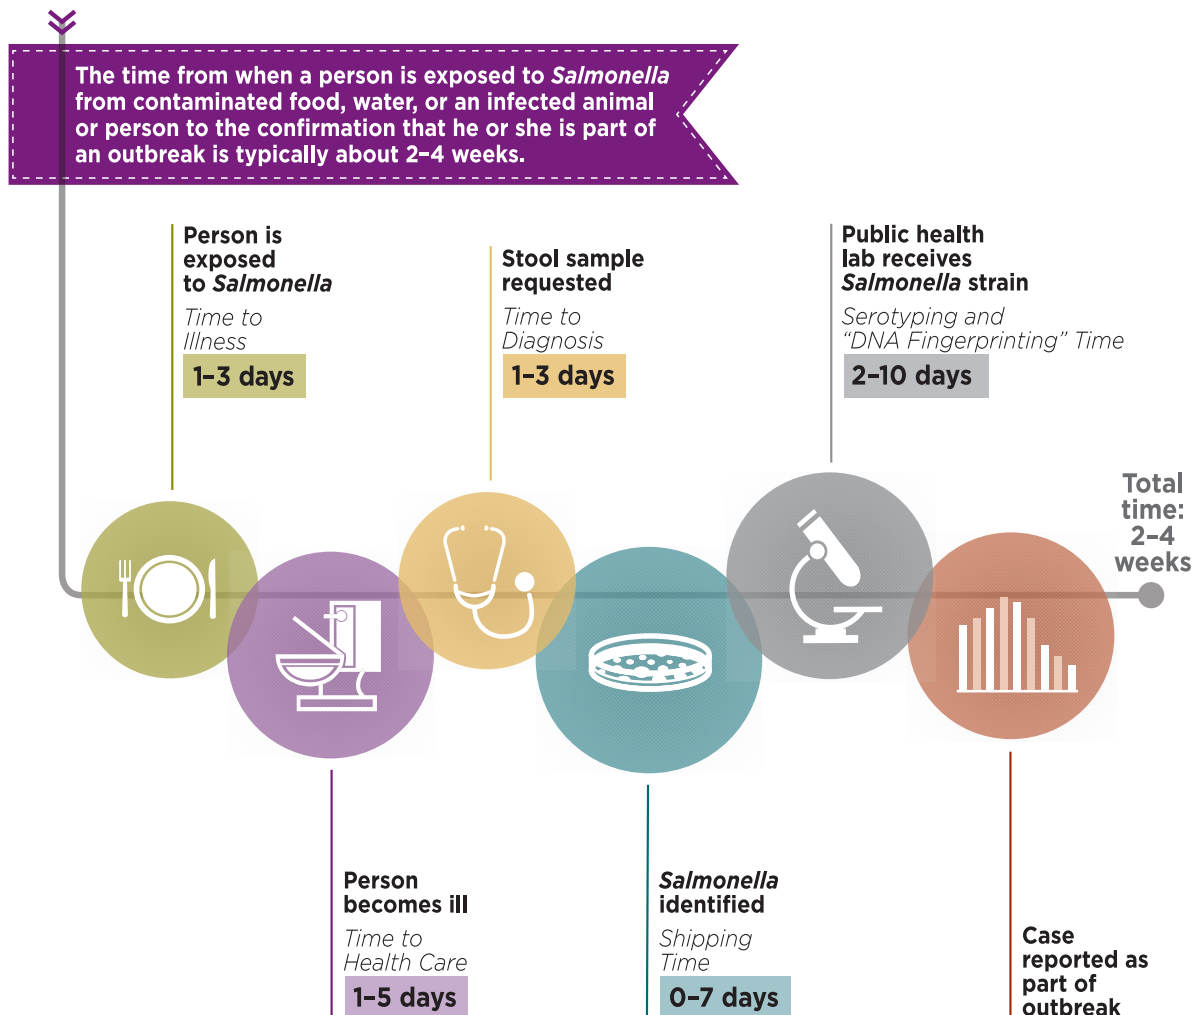 The time from when a person is exposed to Salmonella
from contaminated food, water, or an infected animal
or person to the confirmation that he or she is part of
an outbreak is typically about 2–4 weeks.
Person is
exposed
to Salmonella
Time to
Illness
1–3 days
Stool sample
requested
Time to
Diagnosis
1–3 days
Public health
lab receives
Salmonella strain
Serotyping and
“DNA Fingerprinting” Time
2–10 days
Total
time:
2–4
weeks
Person
becomes ill
Time to
Health Care
1–5 days
Salmonella
identified
Shipping
Time
0–7 days
Case
reported as
part of
outbreak